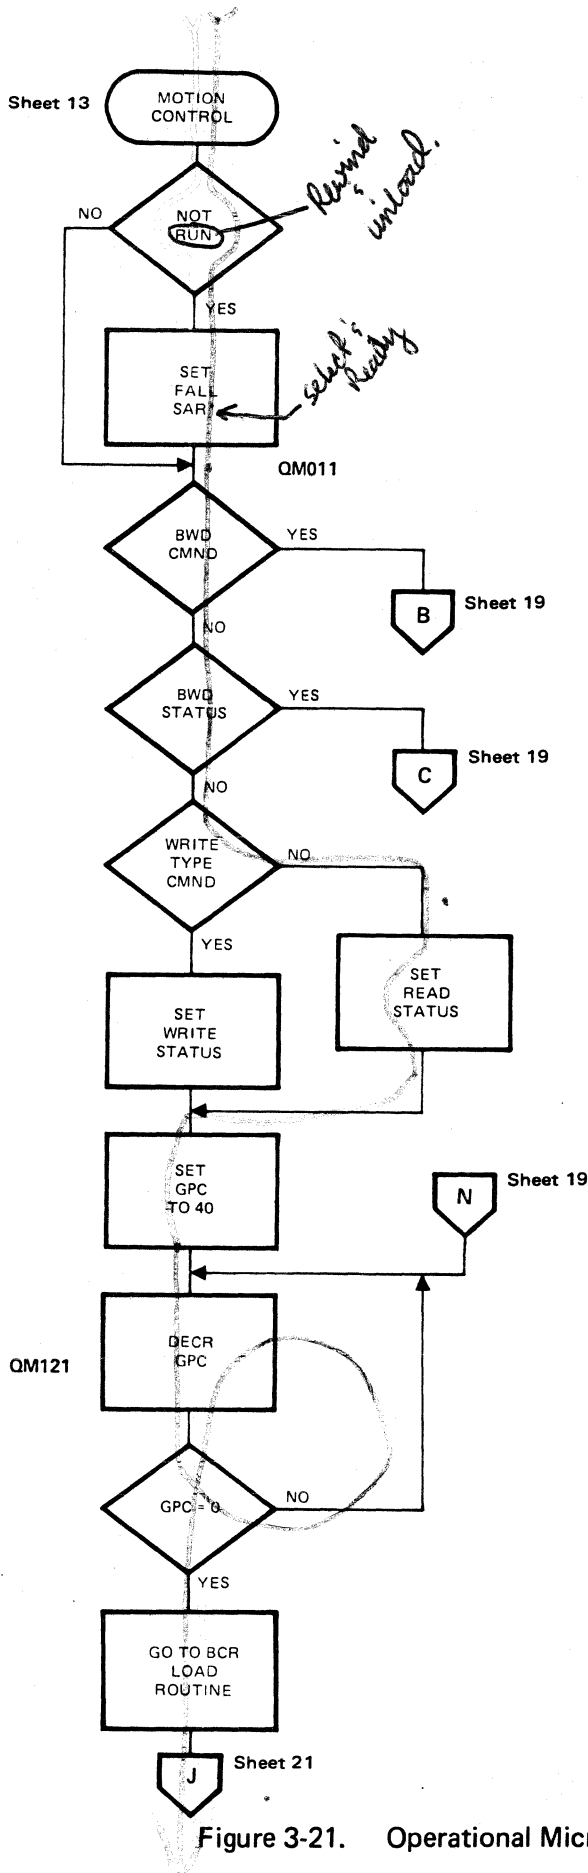 Sheet 13
MOTION
CONTROL
Rewind
&
unload.
NO
NOT
RUN
YES
SET
FALL
SAR
select &
Ready
QM011
BWD
CMND
YES
B
Sheet 19
NO
BWD
STATUS
YES
C
Sheet 19
NO
WRITE
TYPE
CMND
NO
YES
SET
READ
STATUS
SET
WRITE
STATUS
SET
GPC
TO 40
N
Sheet 19
QM121
DECR
GPC
GPC = 0
NO
YES
GO TO BCR
LOAD
ROUTINE
J
Sheet 21
Figure 3-21. Operational Micr